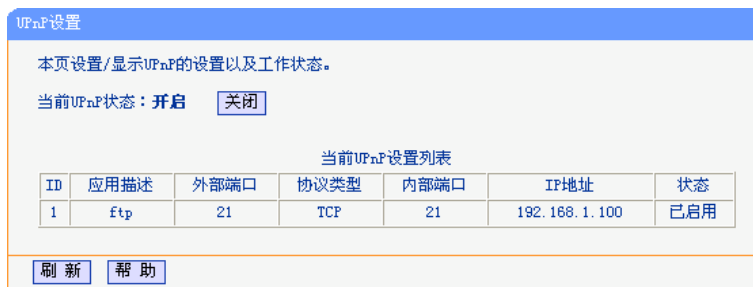 UPnP设置
本页设置/显示UPnP的设置以及工作状态。
当前UPnP状态：开启 关闭
当前UPnP设置列表
ID 应用描述 外部端口 协议类型 内部端口 IP地址 状态
1 ftp 21 TCP 21 192.168.1.100 已启用
刷 新 帮 助